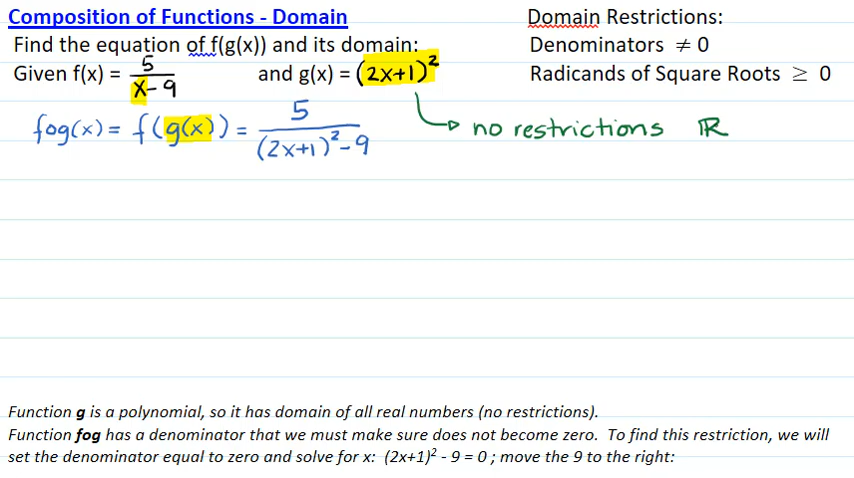 Composition of Functions - Domain
Domain Restrictions:
Find the equation of f(g(x)) and its domain:
Denominators ≠ 0
Given f(x) = 5/(x - 9) and g(x) = (2x+1)²
Radicands of Square Roots ≥ 0
fog(x) = f(g(x)) = 5/((2x+1)² - 9)
no restrictions ℝ
Function g is a polynomial, so it has domain of all real numbers (no restrictions).
Function fog has a denominator that we must make sure does not become zero. To find this restriction, we will
set the denominator equal to zero and solve for x: (2x+1)² - 9 = 0 ; move the 9 to the right: